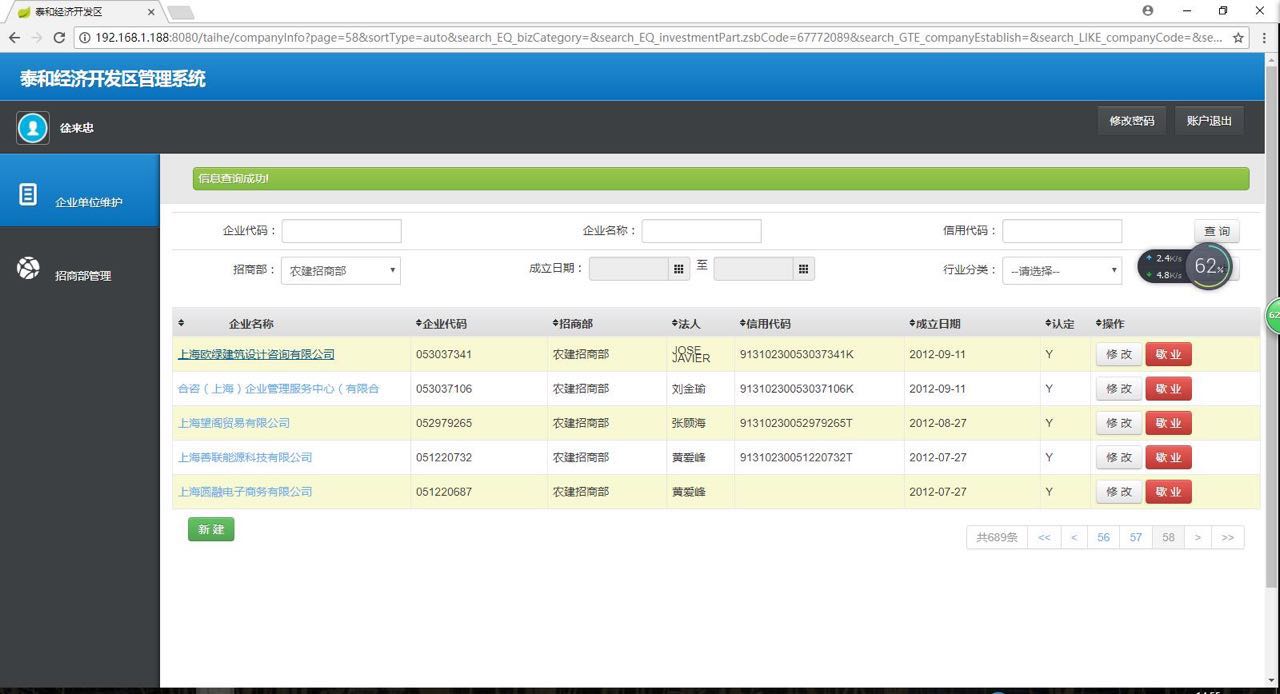 泰和经济开发区
192.168.1.188:8080/taihe/companyInfo?page=58&sortType=auto&search_EQ_bizCategory=&search_EQ_investmentPart.zsbCode=67772089&search_GTE_companyEstablish=&search_LIKE_companyCode=&se...
泰和经济开发区管理系统
徐来忠 修改密码 账户退出
企业单位维护
招商部管理
信息查询成功!
企业代码： 企业名称： 信用代码： 查 询
招商部： 农建招商部 成立日期： 至 行业分类： --请选择--
2.4K/s
4.8K/s
62%
62
企业名称 企业代码 招商部 法人 信用代码 成立日期 认定 操作
上海欧绿建筑设计咨询有限公司 053037341 农建招商部 JOSE JAVIER 91310230053037341K 2012-09-11 Y 修 改 歇 业
合咨（上海）企业管理服务中心（有限合 053037106 农建招商部 刘金瑜 91310230053037106K 2012-09-11 Y 修 改 歇 业
上海望阁贸易有限公司 052979265 农建招商部 张顾海 91310230052979265T 2012-08-27 Y 修 改 歇 业
上海善联能源科技有限公司 051220732 农建招商部 黄爱峰 91310230051220732T 2012-07-27 Y 修 改 歇 业
上海圆融电子商务有限公司 051220687 农建招商部 黄爱峰 2012-07-27 Y 修 改 歇 业
新 建
共689条 << < 56 57 58 > >>